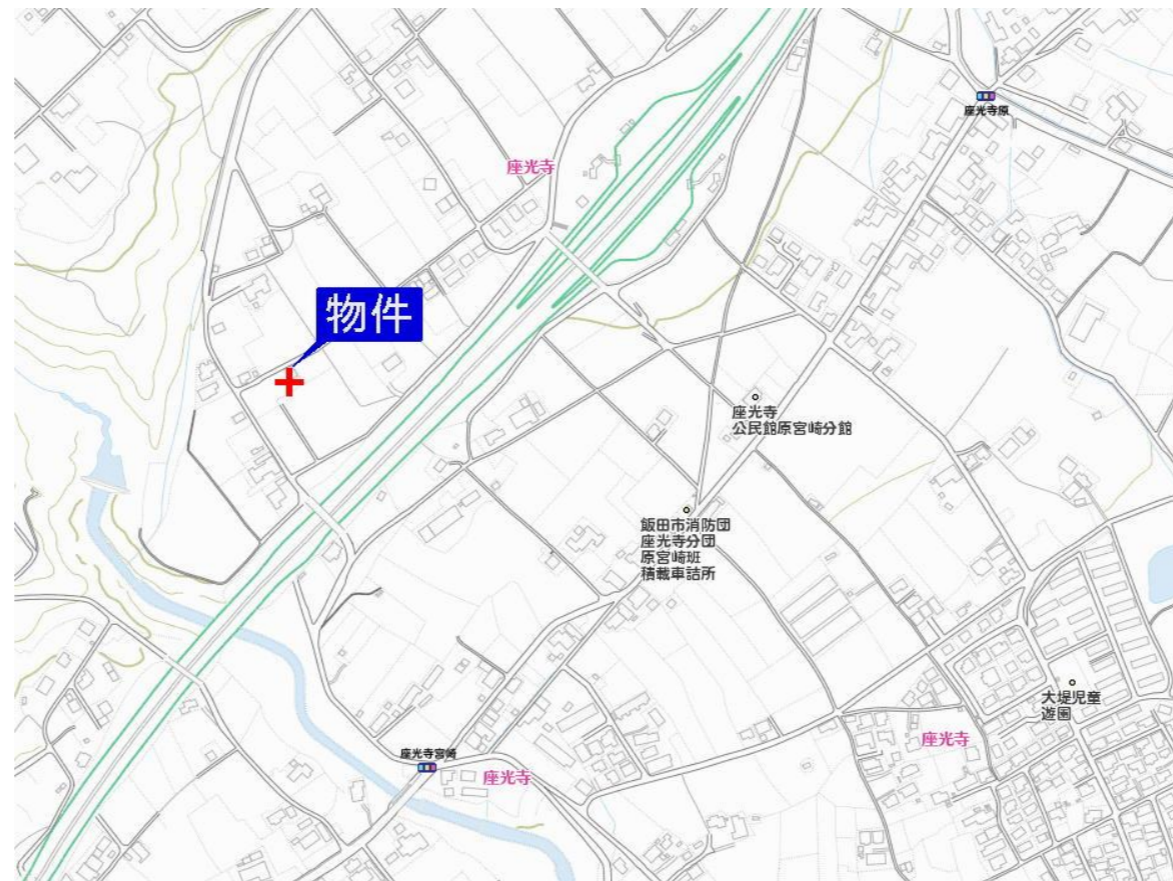 座光寺原
座光寺
物件
座光寺
公民館原宮崎分館
飯田市消防団
座光寺分団
原宮崎班
積載車詰所
大堤児童
遊園
座光寺
座光寺宮崎
座光寺